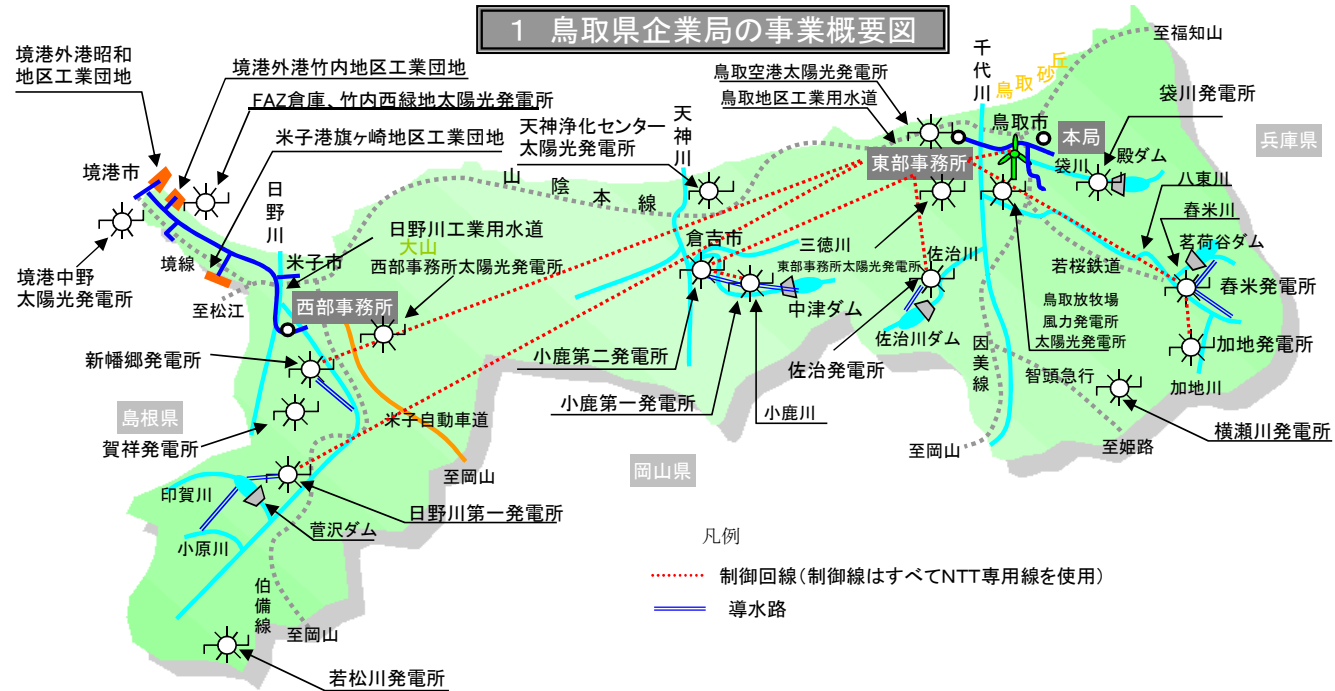 1 鳥取県企業局の事業概要図
境港外港昭和
地区工業団地
境港外港竹内地区工業団地
FAZ倉庫、竹内西緑地太陽光発電所
米子港旗ヶ崎地区工業団地
境港市
日野川
境港中野
太陽光発電所
境線
至松江
米子市
日野川工業用水道
大山
西部事務所太陽光発電所
西部事務所
新幡郷発電所
島根県
賀祥発電所
米子自動車道
至岡山
印賀川
小原川
菅沢ダム
日野川第一発電所
伯備線
至岡山
若松川発電所
山陰本線
天神川
天神浄化センター
太陽光発電所
倉吉市
三徳川
東部事務所太陽光発電所
中津ダム
小鹿第二発電所
小鹿第一発電所
小鹿川
岡山県
鳥取空港太陽光発電所
鳥取地区工業用水道
千代川
鳥取砂丘
至福知山
袋川発電所
兵庫県
鳥取市
本局
東部事務所
袋川
殿ダム
八東川
春米川
茗荷谷ダム
佐治川
若桜鉄道
春米発電所
鳥取放牧場
風力発電所
太陽光発電所
佐治川ダム
佐治発電所
因美線
智頭急行
加地発電所
加地川
横瀬川発電所
至岡山
至姫路
凡例
制御回線(制御線はすべてNTT専用線を使用)
導水路